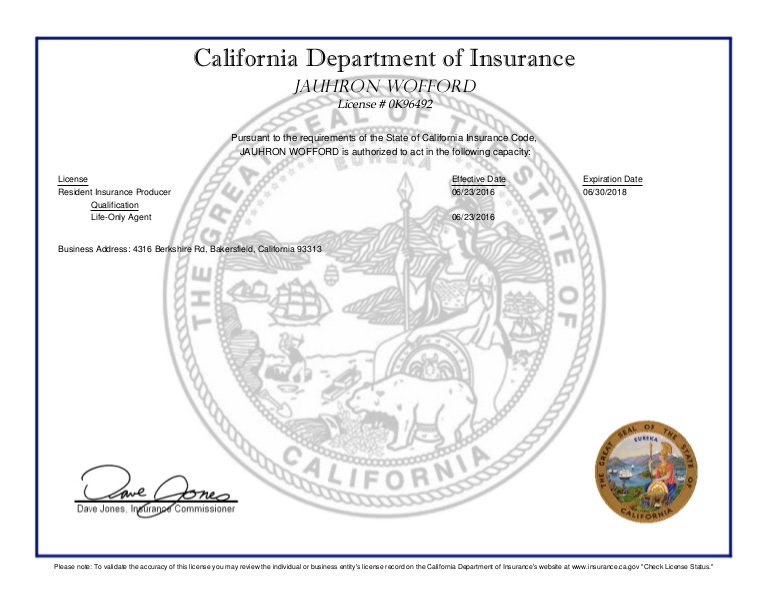 California Department of Insurance
JAUHRON WOFFORD
License # 0K96492
Pursuant to the requirements of the State of California Insurance Code,
JAUHRON WOFFORD is authorized to act in the following capacity:
License Effective Date Expiration Date
Resident Insurance Producer 06/23/2016 06/30/2018
Qualification
Life-Only Agent 06/23/2016
Business Address: 4316 Berkshire Rd, Bakersfield, California 93313
THE GREAT SEAL OF THE STATE OF CALIFORNIA
EUREKA
THE GREAT SEAL OF THE STATE OF CALIFORNIA
EUREKA
Dave Jones
Dave Jones, Insurance Commissioner
Please note: To validate the accuracy of this license you may review the individual or business entity's license record on the California Department of Insurance's website at www.insurance.ca.gov "Check License Status."